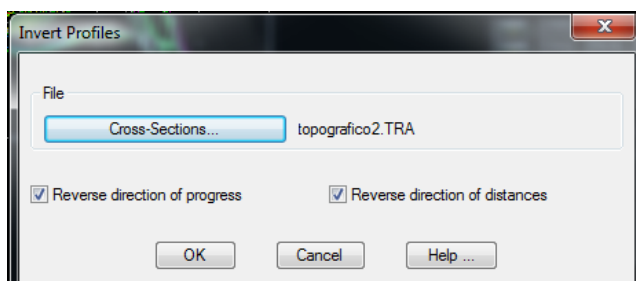 Invert Profiles
File
Cross-Sections... topografico2.TRA
Reverse direction of progress Reverse direction of distances
OK Cancel Help ...